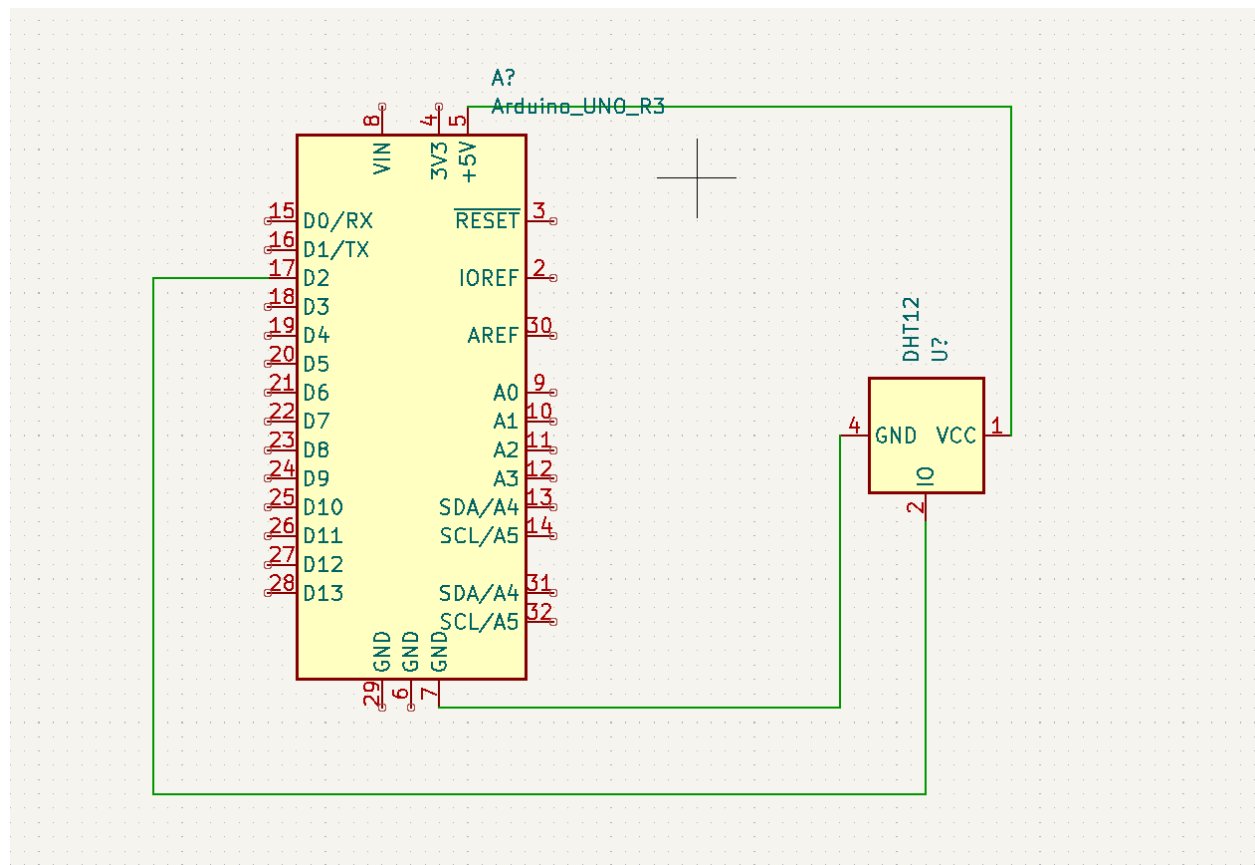 A?
Arduino_UNO_R3
8
4
5
VIN
3V3
+5V
15 D0/RX
RESET 3
16 D1/TX
17 D2
IOREF 2
18 D3
19 D4
AREF 30
20 D5
21 D6
A0 9
22 D7
A1 10
23 D8
A2 11
24 D9
A3 12
25 D10
SDA/A4 13
26 D11
SCL/A5 14
27 D12
28 D13
SDA/A4 31
SCL/A5 32
GND
GND
GND
29
6
7
DHT12
U?
4 GND VCC 1
IO
2